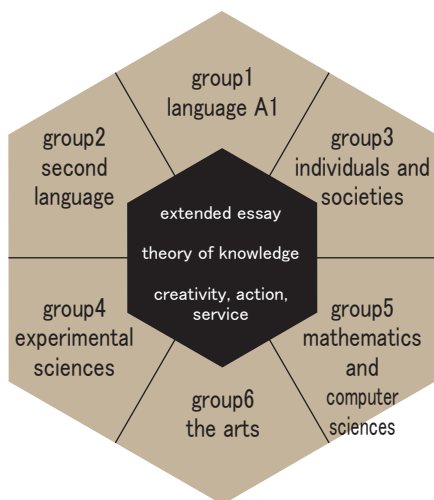 group1
language A1
group2
second
language
group3
individuals and
societies
extended essay
theory of knowledge
creativity, action,
service
group4
experimental
sciences
group5
mathematics
and
computer
sciences
group6
the arts